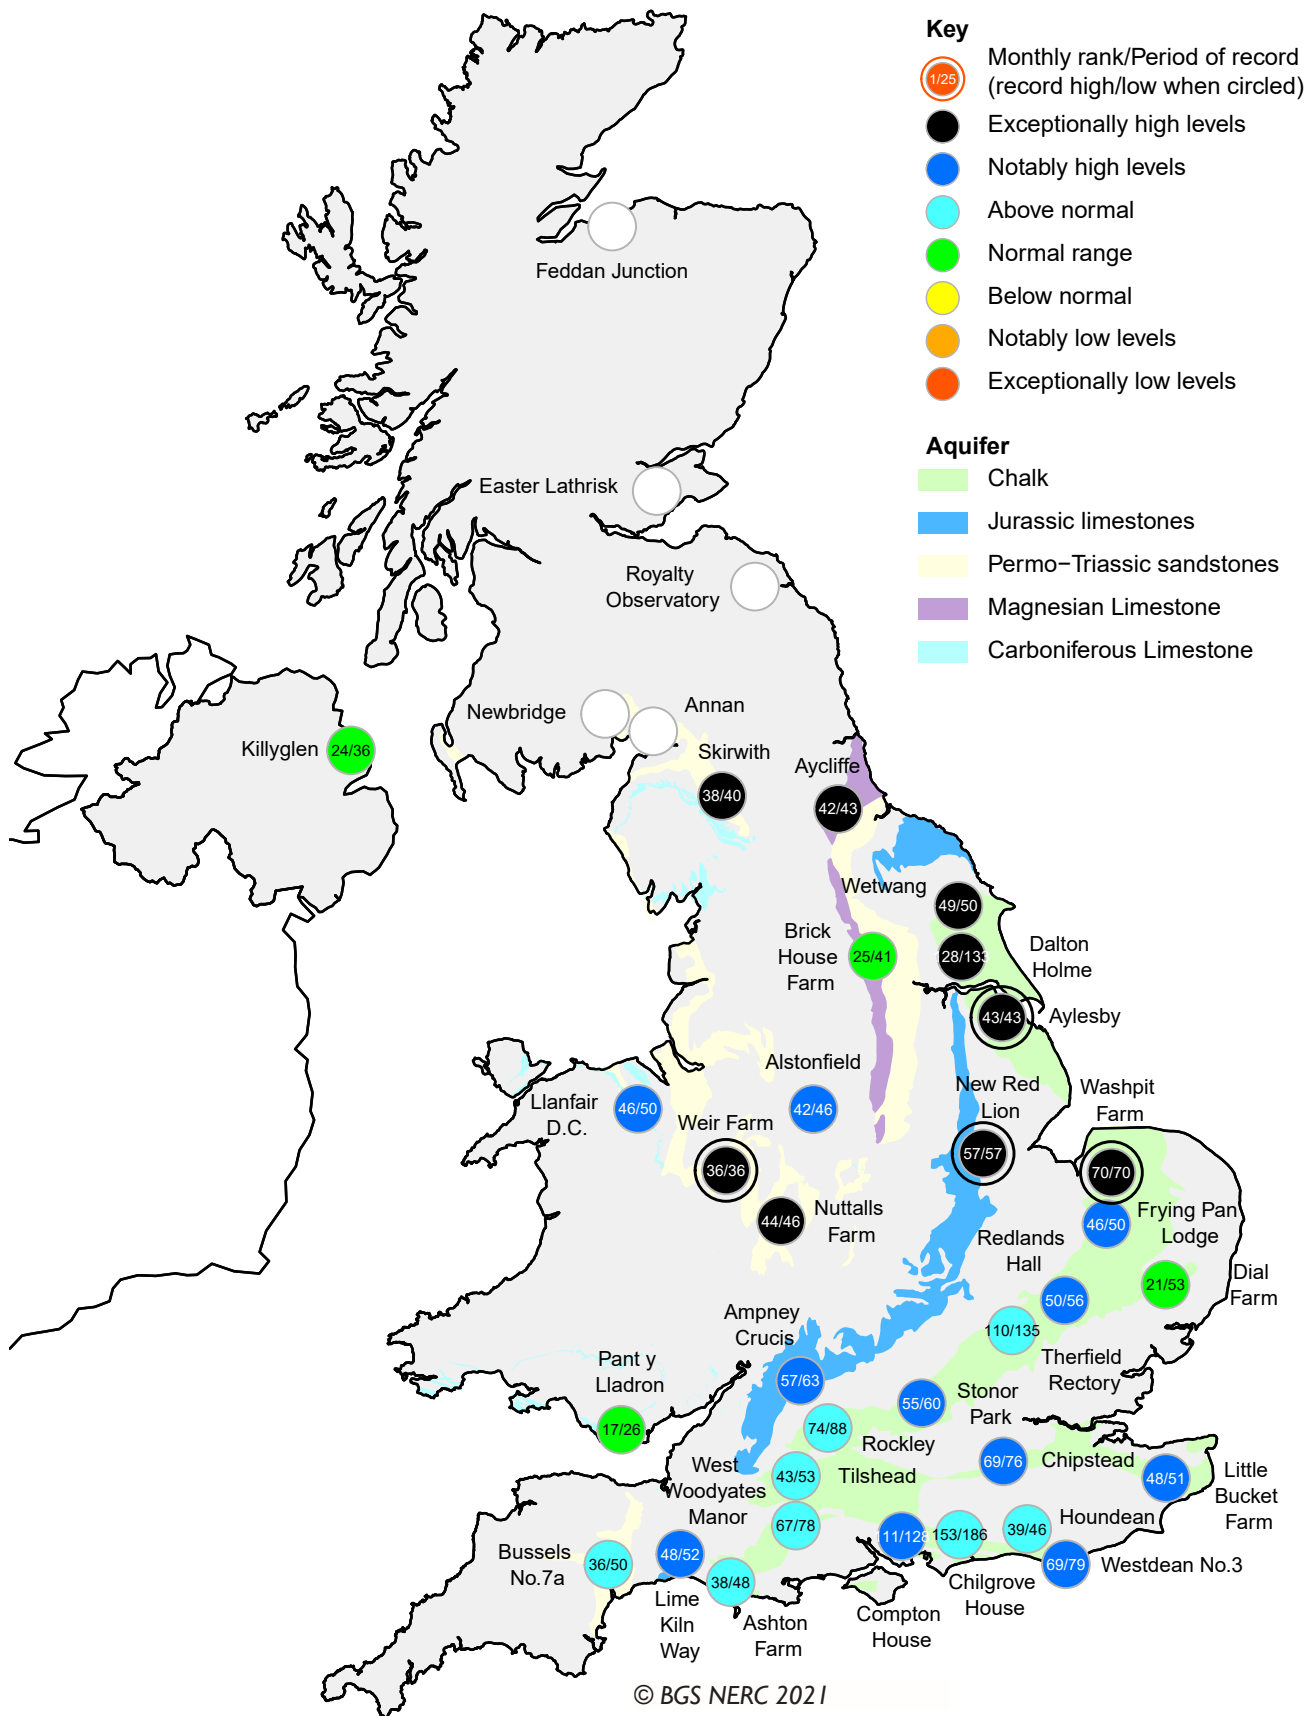 Key
1/25
Monthly rank/Period of record
(record high/low when circled)
Exceptionally high levels
Notably high levels
Above normal
Normal range
Below normal
Notably low levels
Exceptionally low levels
Aquifer
Chalk
Jurassic limestones
Permo−Triassic sandstones
Magnesian Limestone
Carboniferous Limestone
Feddan Junction
Easter Lathrisk
Royalty
Observatory
Newbridge
Annan
Killyglen
24/36
Skirwith
38/40
Aycliffe
42/43
Wetwang
49/50
Brick
House
Farm
25/41
128/133
Dalton
Holme
43/43
Aylesby
Alstonfield
42/46
Llanfair
D.C.
46/50
Weir Farm
36/36
New Red
Lion
57/57
Washpit
Farm
70/70
44/46
Nuttalls
Farm
46/50
Frying Pan
Lodge
Redlands
Hall
50/56
21/53
Dial
Farm
Ampney
Crucis
57/63
110/135
Therfield
Rectory
Pant y
Lladron
17/26
55/60
Stonor
Park
74/88
Rockley
West
Woodyates
Manor
43/53
Tilshead
69/76
Chipstead
48/51
Little
Bucket
Farm
67/78
111/128
153/186
39/46
Houndean
Bussels
No.7a
36/50
48/52
Lime
Kiln
Way
38/48
Ashton
Farm
Compton
House
Chilgrove
House
69/79
Westdean No.3
© BGS NERC 2021